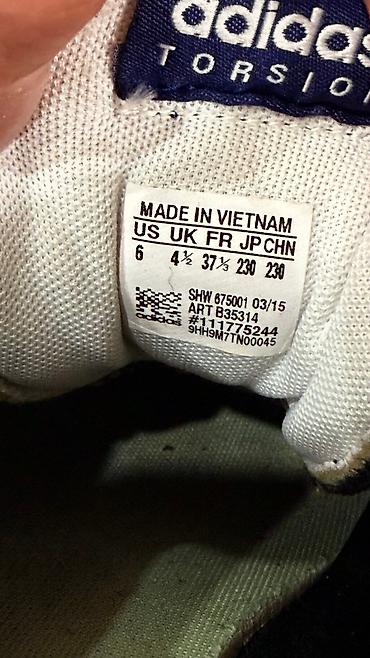 adidas
TORSION
MADE IN VIETNAM
US UK FR JP CHN
6 4½ 37⅓ 230 230
SHW 675001 03/15
ART B35314
#111775244
9HH9M7TN00045
adidas